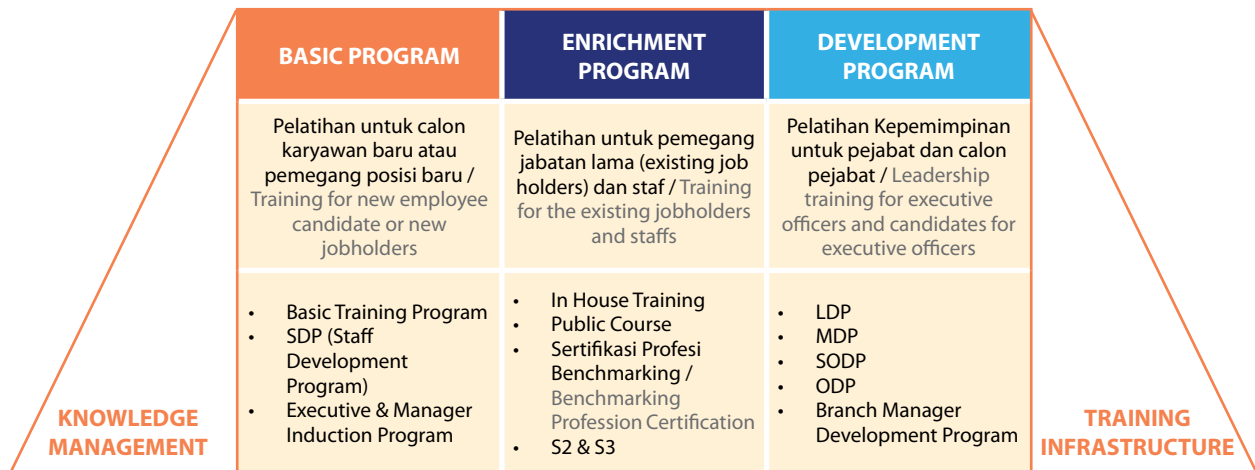 BASIC PROGRAM
ENRICHMENT
PROGRAM
DEVELOPMENT
PROGRAM
Pelatihan untuk calon
karyawan baru atau
pemegang posisi baru /
Training for new employee
candidate or new
jobholders
Pelatihan untuk pemegang
jabatan lama (existing job
holders) dan staf / Training
for the existing jobholders
and staffs
Pelatihan Kepemimpinan
untuk pejabat dan calon
pejabat / Leadership
training for executive
officers and candidates for
executive officers
• Basic Training Program
• SDP (Staff
Development
Program)
• Executive & Manager
Induction Program
• In House Training
• Public Course
• Sertifikasi Profesi
Benchmarking /
Benchmarking
Profession Certification
• S2 & S3
• LDP
• MDP
• SODP
• ODP
• Branch Manager
Development Program
KNOWLEDGE
MANAGEMENT
TRAINING
INFRASTRUCTURE